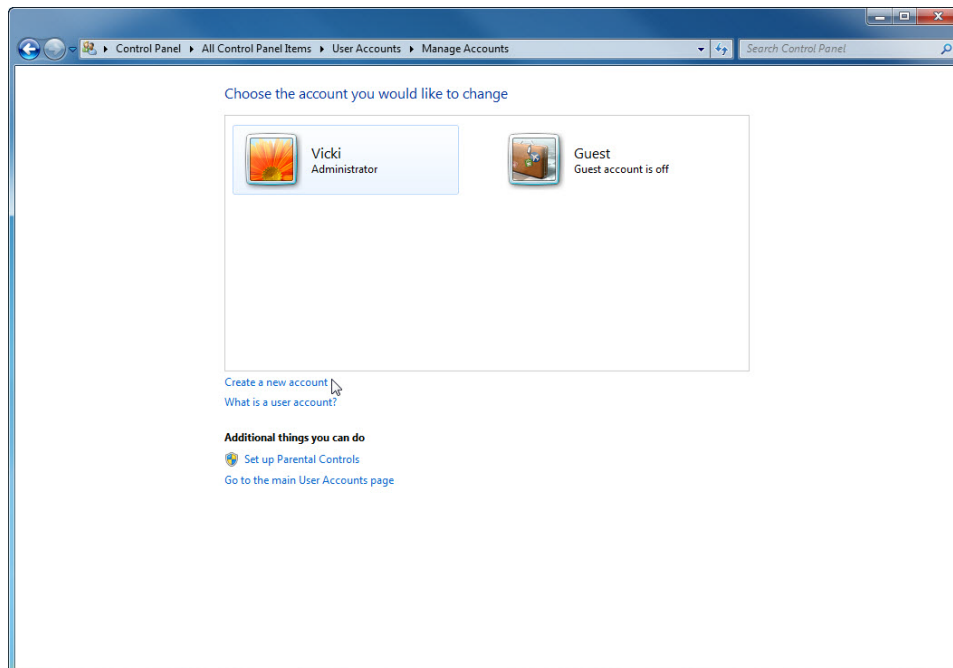 Control Panel ▸ All Control Panel Items ▸ User Accounts ▸ Manage Accounts
Search Control Panel
Choose the account you would like to change
Vicki
Administrator
Guest
Guest account is off
Create a new account
What is a user account?
Additional things you can do
Set up Parental Controls
Go to the main User Accounts page